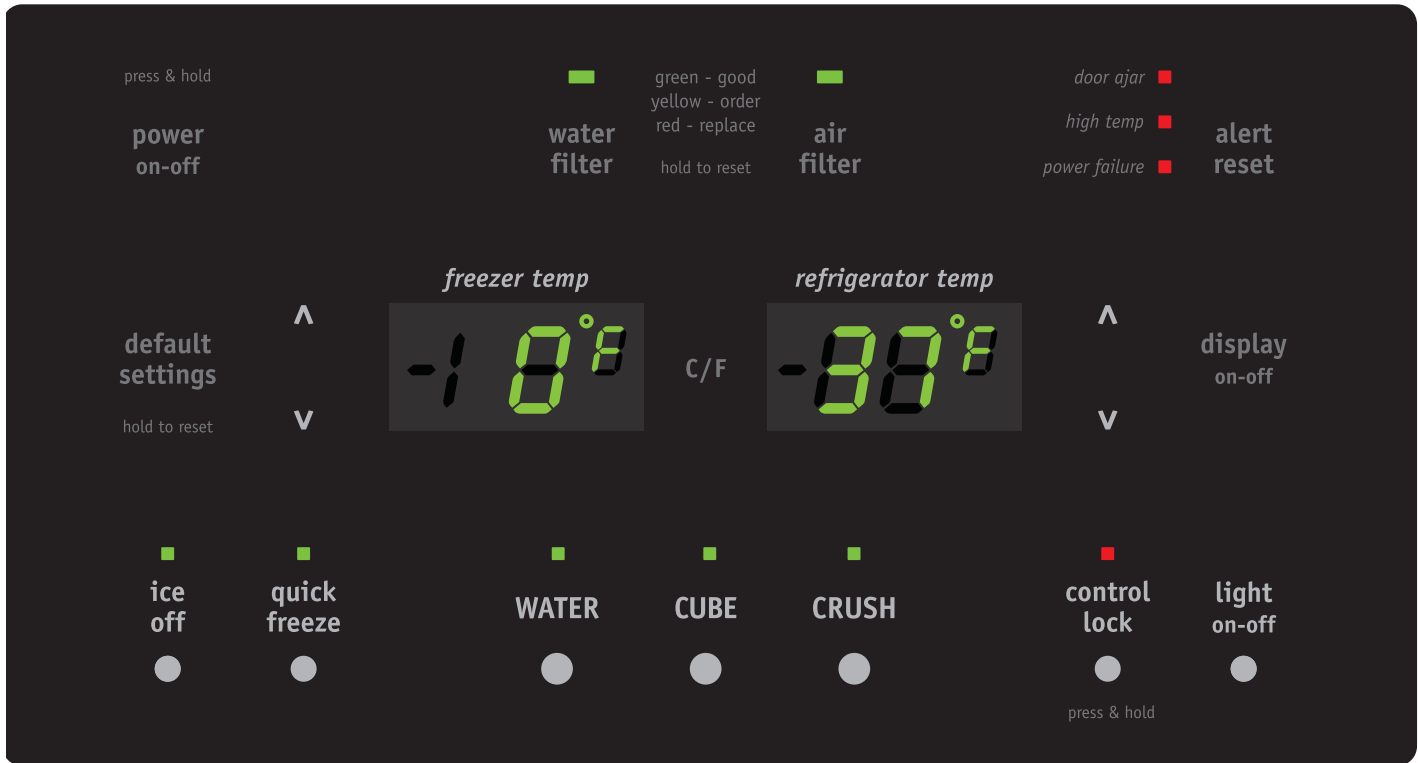 press & hold
power
on-off
water
filter
green - good
yellow - order
red - replace
hold to reset
air
filter
door ajar
high temp
power failure
alert
reset
default
settings
hold to reset
^
v
freezer temp
0°F
C/F
refrigerator temp
37°F
^
v
display
on-off
ice
off
quick
freeze
WATER
CUBE
CRUSH
control
lock
press & hold
light
on-off